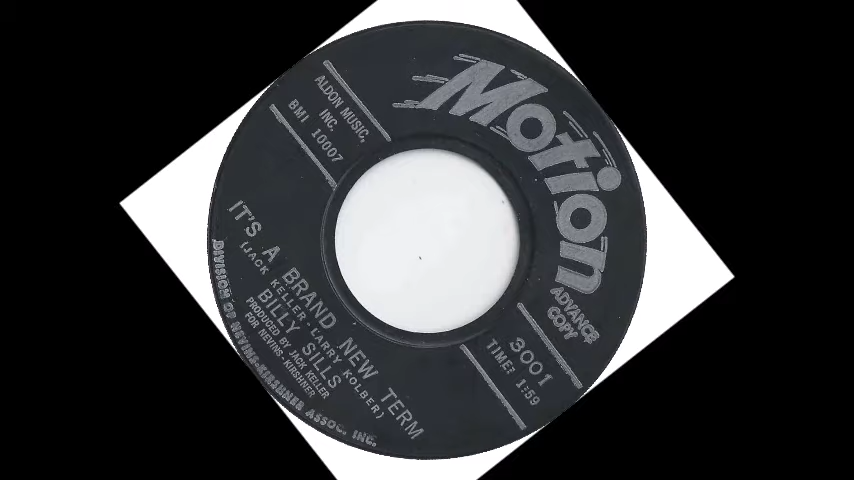 Motion
ADVANCE
COPY
ALDON MUSIC,
INC.
BMI 10007
3001
TIME: 1:59
IT'S A BRAND NEW TERM
(JACK KELLER-LARRY KOLBER)
BILLY SILLS
PRODUCED BY JACK KELLER
FOR NEVINS-KIRSHNER
DIVISION OF NEVINS-KIRSHNER ASSOC. INC.